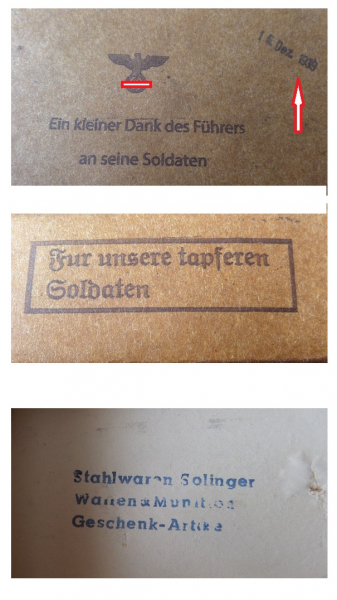 16. Dez. 939
Ein kleiner Dank des Führers
an seine Soldaten
Fur unsere tapferen
Soldaten
Stahlwaren Solinger
Waffen&Munition
Geschenk-Artike